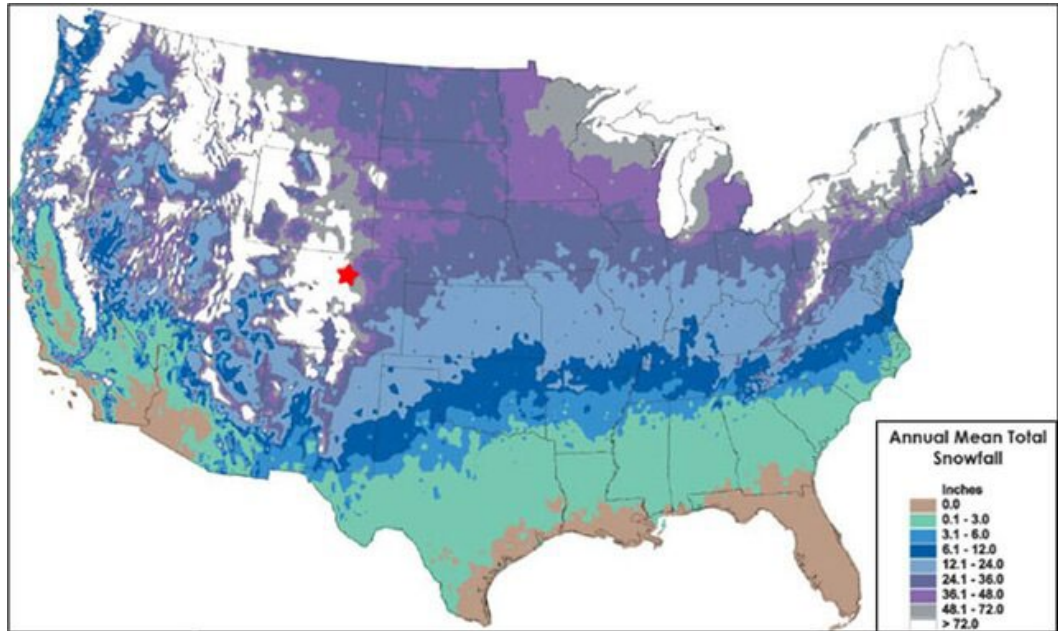 Annual Mean Total
Snowfall
Inches
0.0
0.1 - 3.0
3.1 - 6.0
6.1 - 12.0
12.1 - 24.0
24.1 - 36.0
36.1 - 48.0
48.1 - 72.0
> 72.0